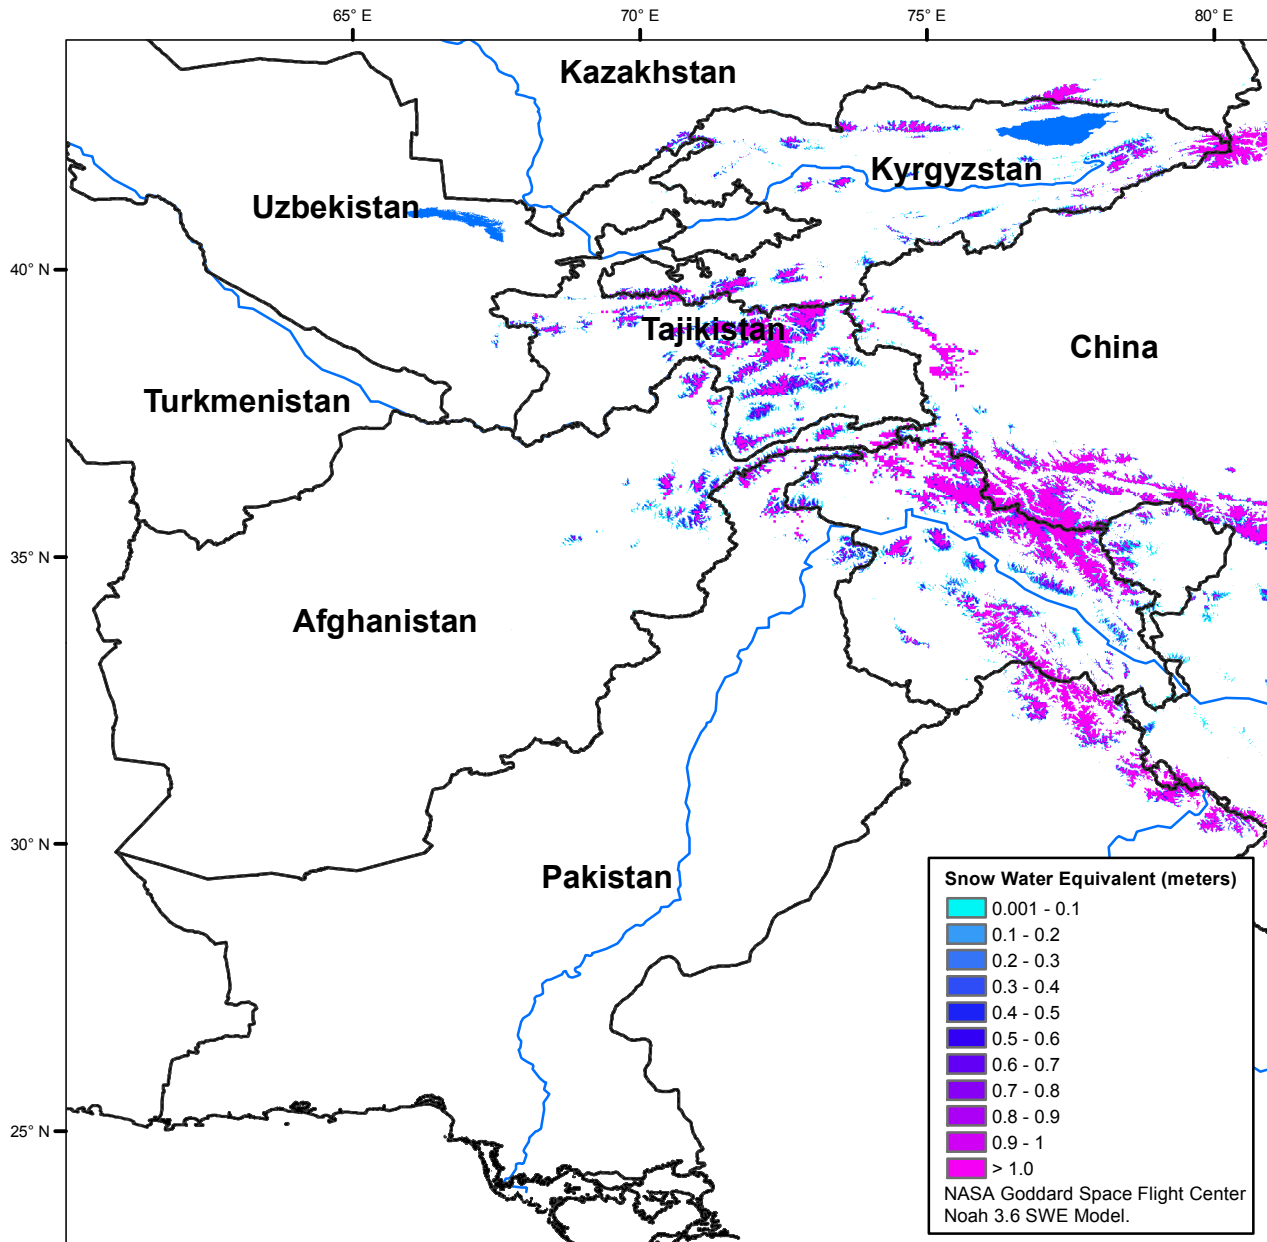 65° E
70° E
75° E
80° E
Kazakhstan
Kyrgyzstan
Uzbekistan
40° N
Tajikistan
China
Turkmenistan
35° N
Afghanistan
30° N
Pakistan
25° N
Snow Water Equivalent (meters)
0.001 - 0.1
0.1 - 0.2
0.2 - 0.3
0.3 - 0.4
0.4 - 0.5
0.5 - 0.6
0.6 - 0.7
0.7 - 0.8
0.8 - 0.9
0.9 - 1
> 1.0
NASA Goddard Space Flight Center
Noah 3.6 SWE Model.